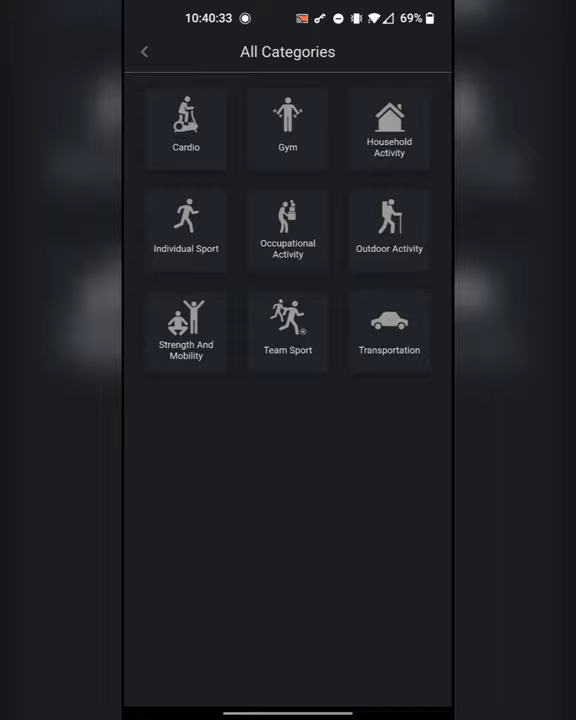 10:40:33
69%
All Categories
Cardio
Gym
Household
Activity
Individual Sport
Occupational
Activity
Outdoor Activity
Strength And
Mobility
Team Sport
Transportation